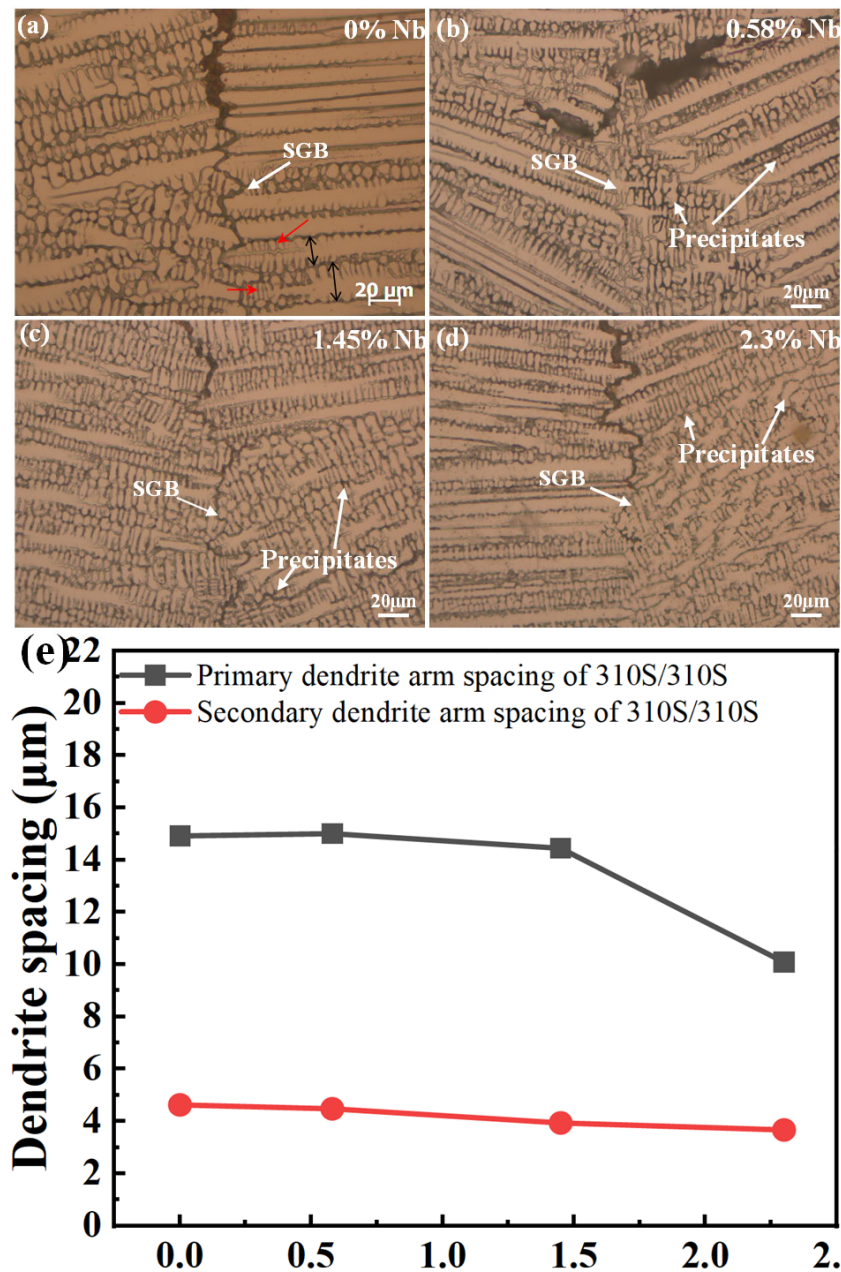 (a)
0% Nb
SGB
20 µm
(b)
0.58% Nb
SGB
Precipitates
20µm
(c)
1.45% Nb
SGB
Precipitates
20µm
(d)
2.3% Nb
Precipitates
SGB
20µm
(e)
Primary dendrite arm spacing of 310S/310S
Secondary dendrite arm spacing of 310S/310S
Dendrite spacing (µm)
22
20
18
16
14
12
10
8
6
4
2
0
0.0 0.5 1.0 1.5 2.0 2.